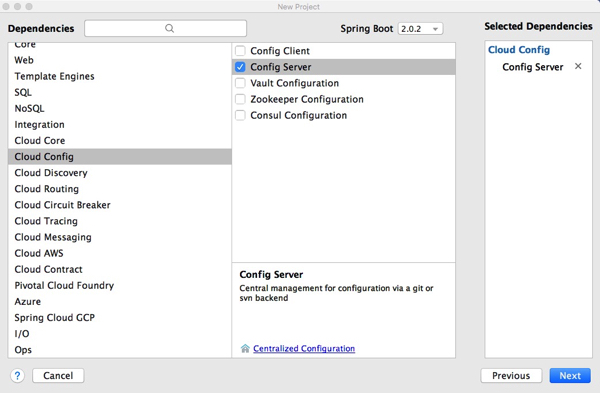 New Project
Dependencies
Spring Boot 2.0.2
Selected Dependencies
Core
Web
Template Engines
SQL
NoSQL
Integration
Cloud Core
Cloud Config
Cloud Discovery
Cloud Routing
Cloud Circuit Breaker
Cloud Tracing
Cloud Messaging
Cloud AWS
Cloud Contract
Pivotal Cloud Foundry
Azure
Spring Cloud GCP
I/O
Ops
Config Client
Config Server
Vault Configuration
Zookeeper Configuration
Consul Configuration
Config Server
Central management for configuration via a git or
svn backend
Centralized Configuration
Cloud Config
Config Server ×
?
Cancel
Previous
Next